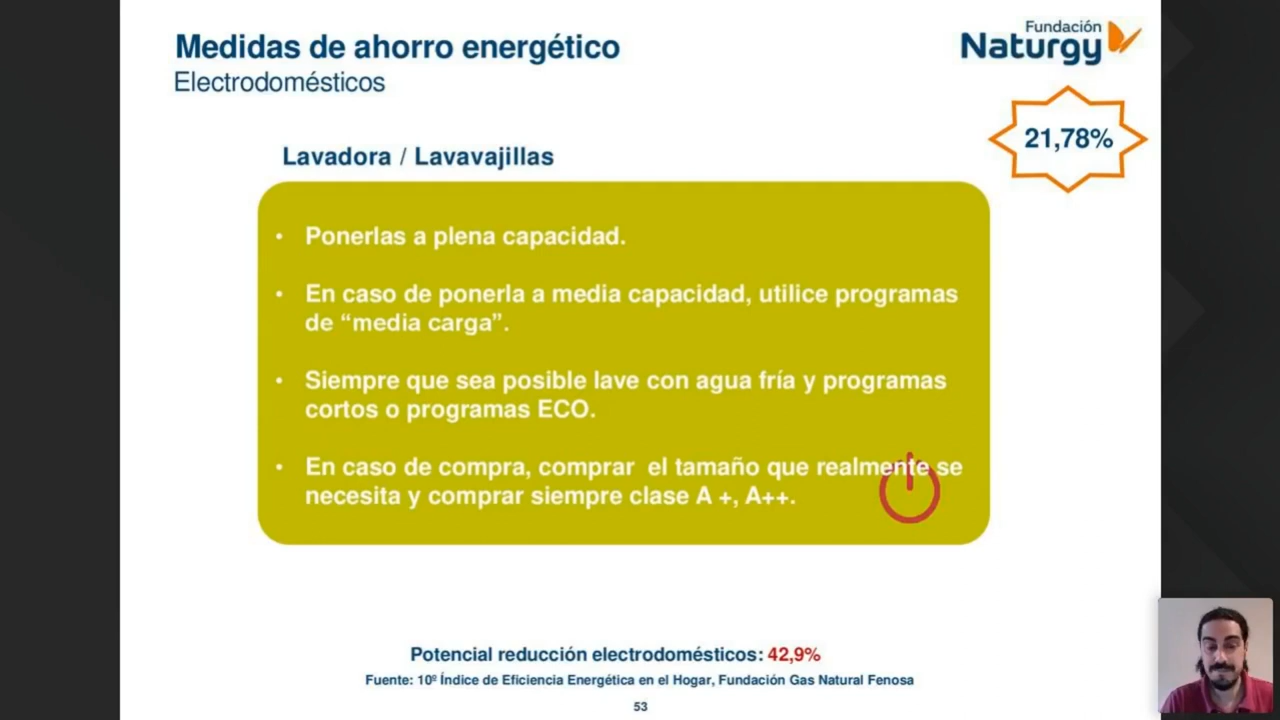 Medidas de ahorro energético
Electrodomésticos
Fundación
Naturgy
21,78%
Lavadora / Lavavajillas
• Ponerlas a plena capacidad.
• En caso de ponerla a media capacidad, utilice programas
de “media carga”.
• Siempre que sea posible lave con agua fría y programas
cortos o programas ECO.
• En caso de compra, comprar el tamaño que realmente se
necesita y comprar siempre clase A +, A++.
Potencial reducción electrodomésticos: 42,9%
Fuente: 10º Índice de Eficiencia Energética en el Hogar, Fundación Gas Natural Fenosa
53